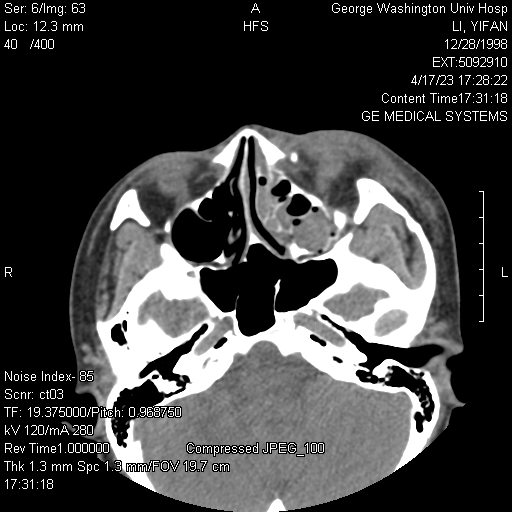 Ser: 6/Img: 63
Loc: 12.3 mm
40 /400
A
HFS
George Washington Univ Hosp
LI, YIFAN
12/28/1998
EXT:5092910
4/17/23 17:28:22
Content Time17:31:18
GE MEDICAL SYSTEMS
R
L
Noise Index- 85
Scnr: ct03
TF: 19.375000/Pitch: 0.968750
kV 120/mA 280
Rev Time1.000000
Compressed JPEG_100
Thk 1.3 mm Spc 1.3 mm/FOV 19.7 cm
17:31:18